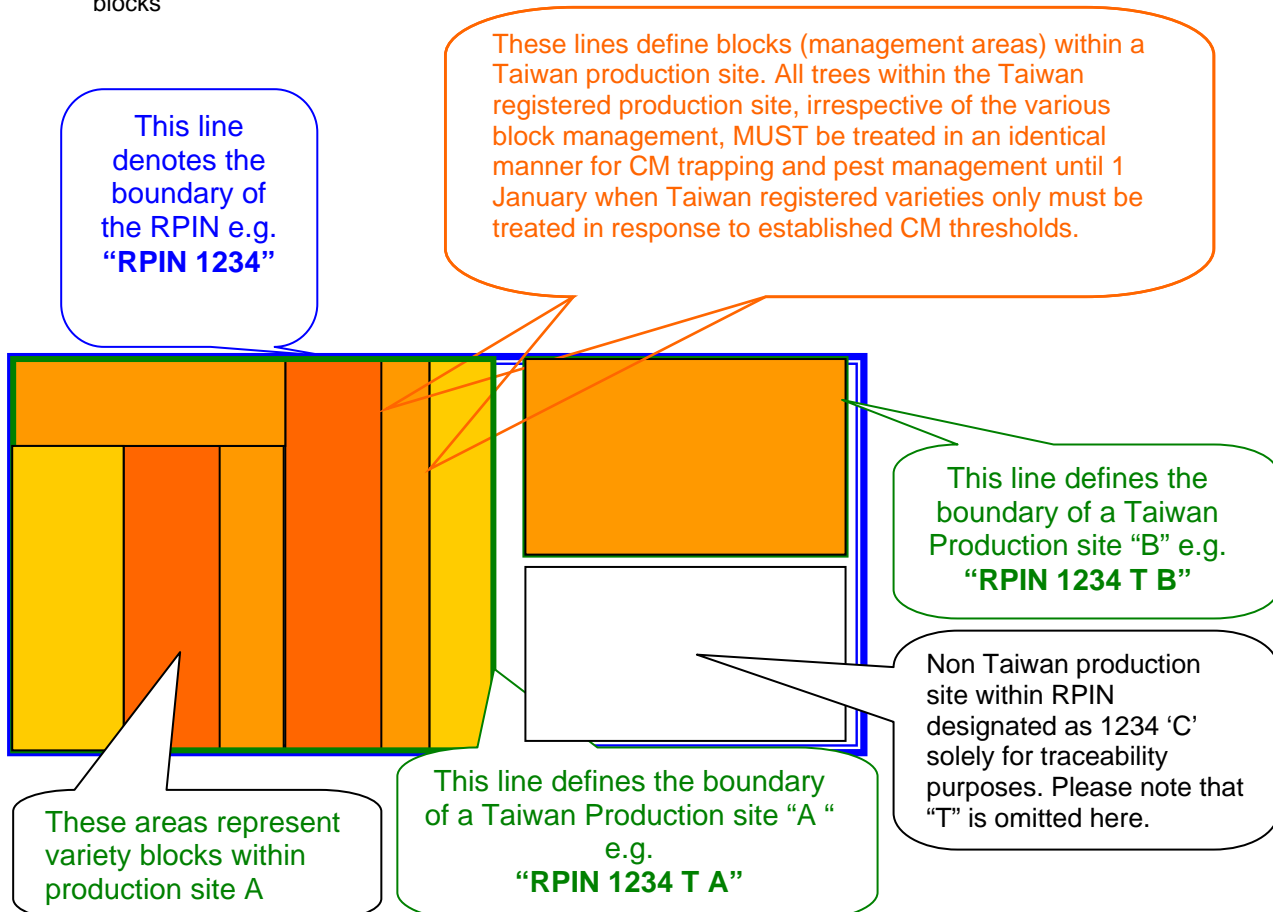 blocks
These lines define blocks (management areas) within a
Taiwan production site. All trees within the Taiwan
registered production site, irrespective of the various
block management, MUST be treated in an identical
manner for CM trapping and pest management until 1
January when Taiwan registered varieties only must be
treated in response to established CM thresholds.
This line
denotes the
boundary of
the RPIN e.g.
“RPIN 1234”
This line defines the
boundary of a Taiwan
Production site “B” e.g.
“RPIN 1234 T B”
Non Taiwan production
site within RPIN
designated as 1234 ‘C’
solely for traceability
purposes. Please note that
“T” is omitted here.
This line defines the boundary
of a Taiwan Production site “A “
e.g.
“RPIN 1234 T A”
These areas represent
variety blocks within
production site A